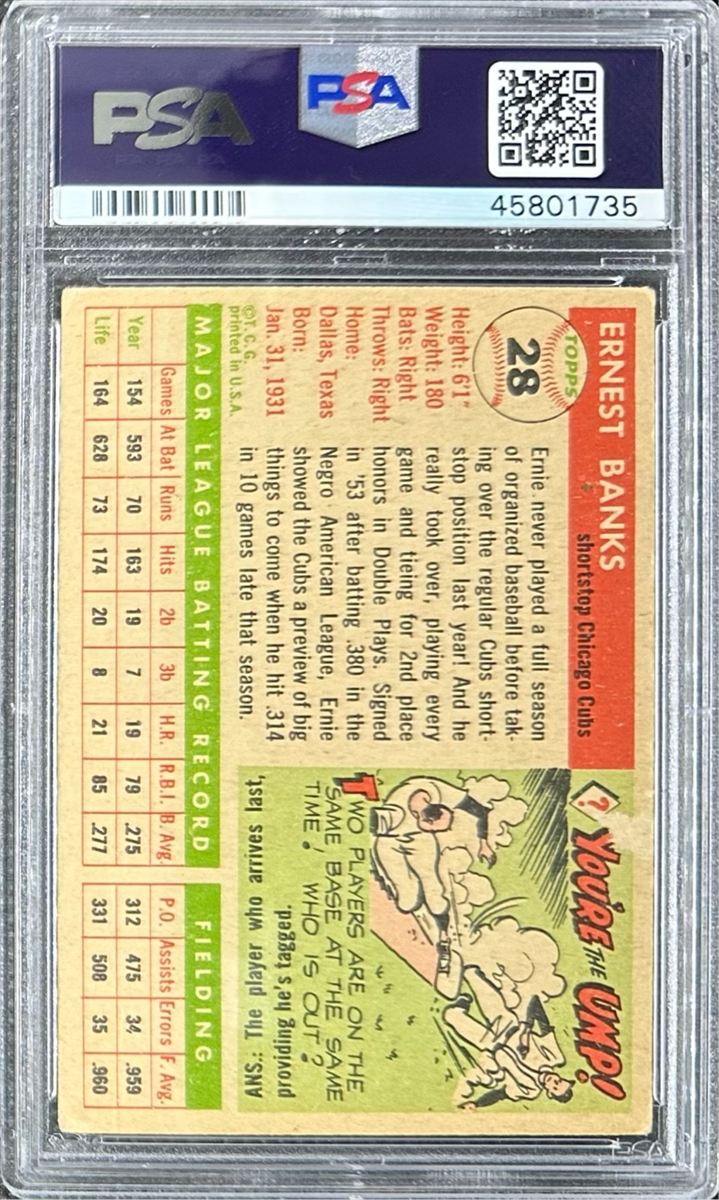 PSA
PSA
45801735
ERNEST BANKS
shortstop Chicago Cubs
TOPPS
28
Height: 6'1"
Weight: 180
Bats: Right
Throws: Right
Home:
Dallas, Texas
Born:
Jan. 31, 1931
©T.C.G.
printed in U.S.A.
Ernie never played a full season
of organized baseball before tak-
ing over the regular Cubs short-
stop position last year! And he
really took over, playing every
game and tieing for 2nd place
honors in Double Plays. Signed
in '53 after batting .380 in the
Negro American League, Ernie
showed the Cubs a preview of big
things to come when he hit .314
in 10 games late that season.
? YOU'RE THE UMP!
TWO PLAYERS ARE ON THE
SAME BASE AT THE SAME
TIME! WHO IS OUT?
ANS.: The player who arrives last,
providing he's tagged.
MAJOR LEAGUE BATTING RECORD FIELDING
Games At Bat Runs Hits 2b 3b H.R. R.B.I. B. Avg. P.O. Assists Errors F. Avg.
Year 154 593 70 163 19 7 19 79 .275 312 475 34 .959
Life 164 628 73 174 20 8 21 85 .277 331 508 35 .960